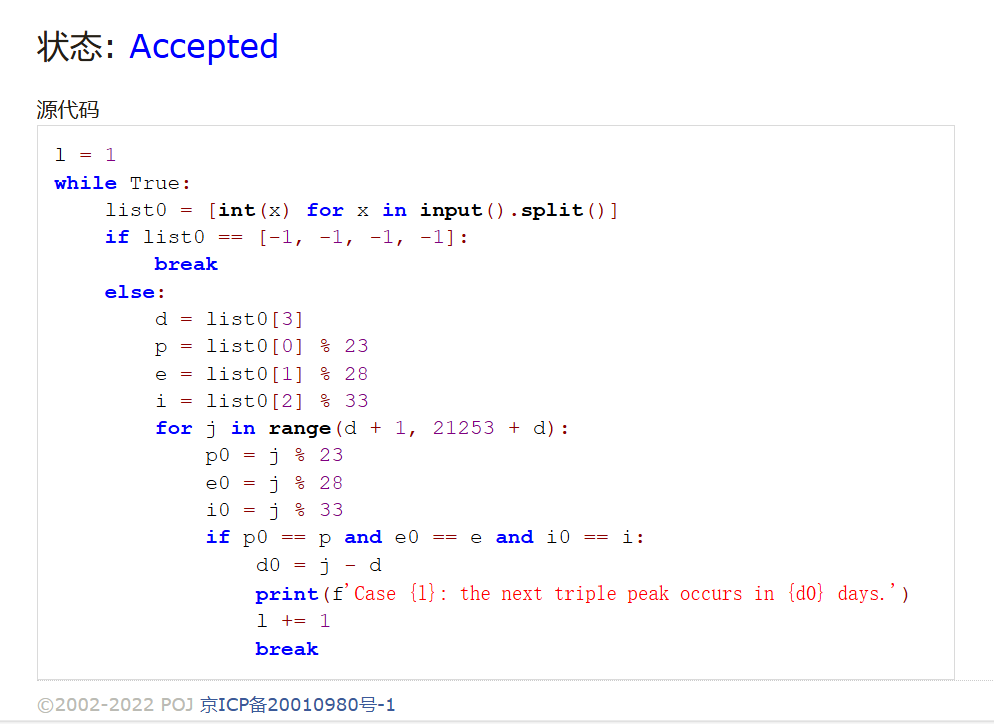 状态: Accepted
源代码
l = 1
while True:
    list0 = [int(x) for x in input().split()]
    if list0 == [-1, -1, -1, -1]:
        break
    else:
        d = list0[3]
        p = list0[0] % 23
        e = list0[1] % 28
        i = list0[2] % 33
        for j in range(d + 1, 21253 + d):
            p0 = j % 23
            e0 = j % 28
            i0 = j % 33
            if p0 == p and e0 == e and i0 == i:
                d0 = j - d
                print(f'Case {l}: the next triple peak occurs in {d0} days.')
                l += 1
                break
©2002-2022 POJ 京ICP备20010980号-1